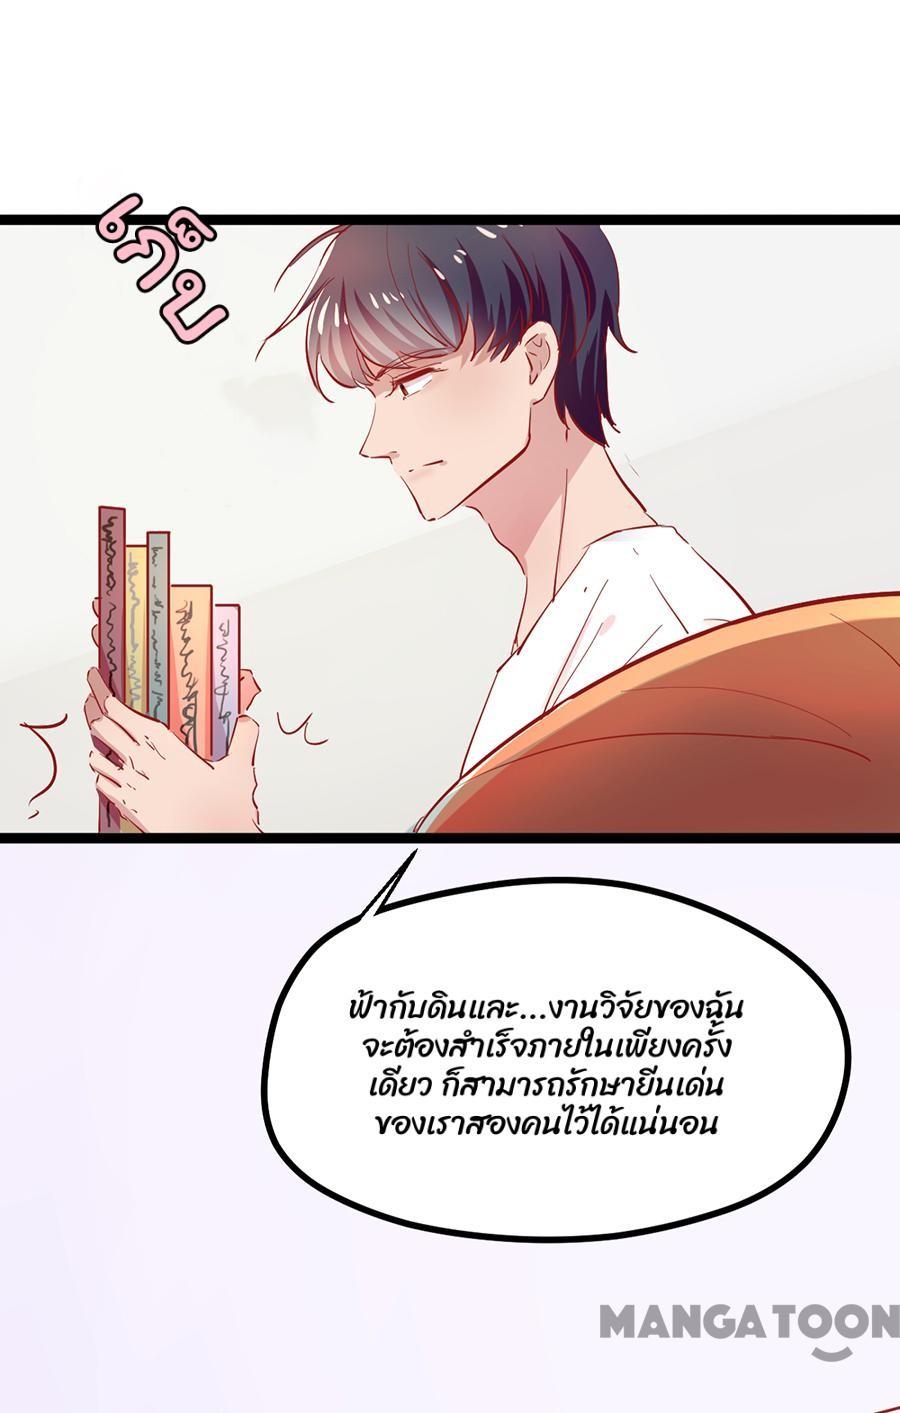 เก็บ
ฟ้ากับดินและ...งานวิจัยของฉัน
จะต้องสำเร็จภายในเพียงครั้ง
เดียว ก็สามารถรักษายีนเด่น
ของเราสองคนไว้ได้แน่นอน
MANGATOON